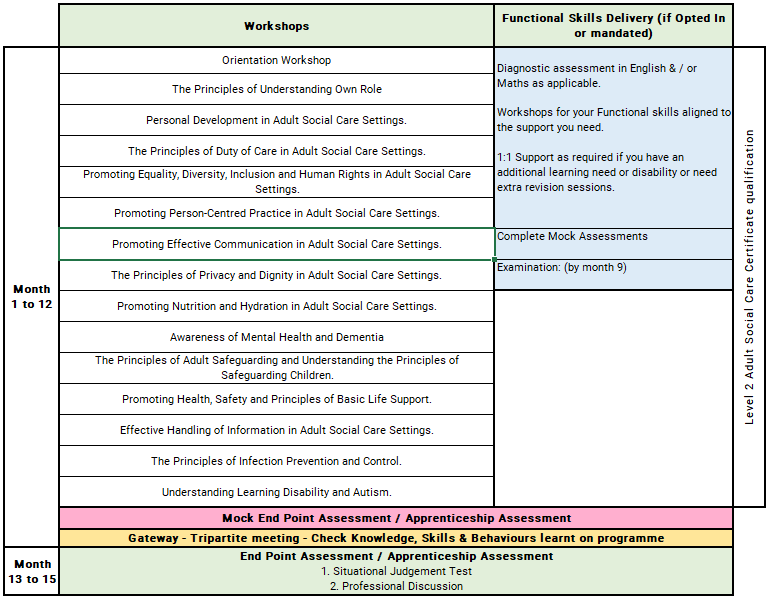 Workshops
Functional Skills Delivery (if Opted In
or mandated)
Month
1 to 12
Orientation Workshop
The Principles of Understanding Own Role
Personal Development in Adult Social Care Settings.
The Principles of Duty of Care in Adult Social Care Settings.
Promoting Equality, Diversity, Inclusion and Human Rights in Adult Social Care
Settings.
Promoting Person-Centred Practice in Adult Social Care Settings.
Promoting Effective Communication in Adult Social Care Settings.
The Principles of Privacy and Dignity in Adult Social Care Settings.
Promoting Nutrition and Hydration in Adult Social Care Settings.
Awareness of Mental Health and Dementia
The Principles of Adult Safeguarding and Understanding the Principles of
Safeguarding Children.
Promoting Health, Safety and Principles of Basic Life Support.
Effective Handling of Information in Adult Social Care Settings.
The Principles of Infection Prevention and Control.
Understanding Learning Disability and Autism.
Diagnostic assessment in English & / or
Maths as applicable.
Workshops for your Functional skills aligned to
the support you need.
1:1 Support as required if you have an
additional learning need or disability or need
extra revision sessions.
Complete Mock Assessments
Examination: (by month 9)
Level 2 Adult Social Care Certificate qualification
Mock End Point Assessment / Apprenticeship Assessment
Gateway - Tripartite meeting - Check Knowledge, Skills & Behaviours learnt on programme
Month
13 to 15
End Point Assessment / Apprenticeship Assessment
1. Situational Judgement Test
2. Professional Discussion